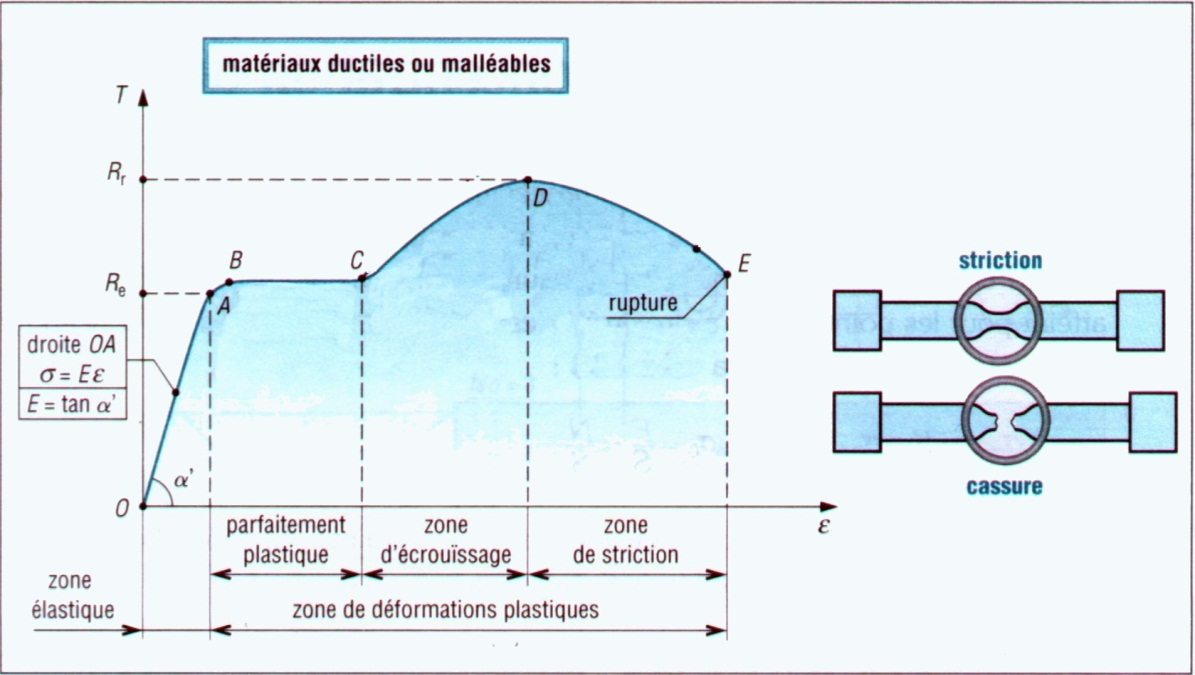 matériaux ductiles ou malléables
T
Rr
D
B
C
E
Re
A
rupture
striction
droite OA
σ = Eε
E = tan α'
α'
O
ε
cassure
parfaitement
plastique
zone
d'écrouïssage
zone
de striction
zone
élastique
zone de déformations plastiques